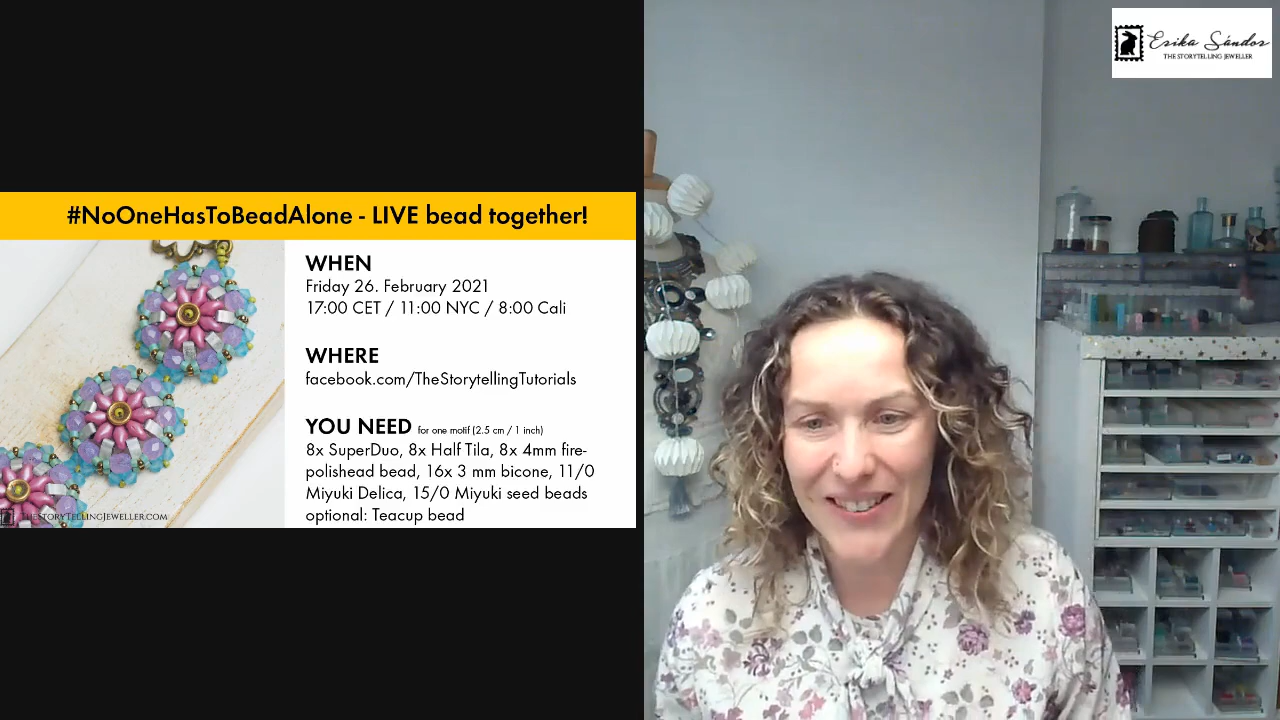 #NoOneHasToBeadAlone - LIVE bead together!
WHEN
Friday 26. February 2021
17:00 CET / 11:00 NYC / 8:00 Cali
WHERE
facebook.com/TheStorytellingTutorials
YOU NEED for one motif (2.5 cm / 1 inch)
8x SuperDuo, 8x Half Tila, 8x 4mm fire-
polishead bead, 16x 3 mm bicone, 11/0
Miyuki Delica, 15/0 Miyuki seed beads
optional: Teacup bead
THESTORYTELLINGJEWELLER.COM
Erika Sándor
THE STORYTELLING JEWELLER